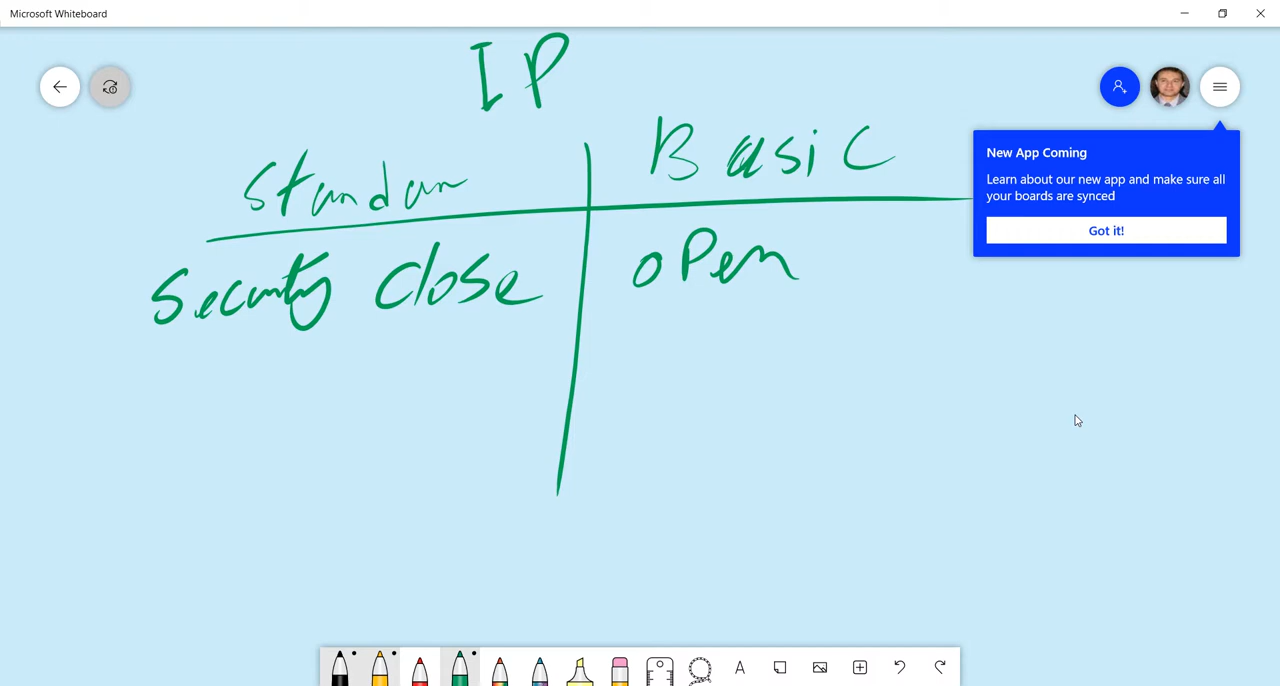 Microsoft Whiteboard
IP
Standar
Basic
New App Coming
Learn about our new app and make sure all
your boards are synced
Got it!
Security close
open
A